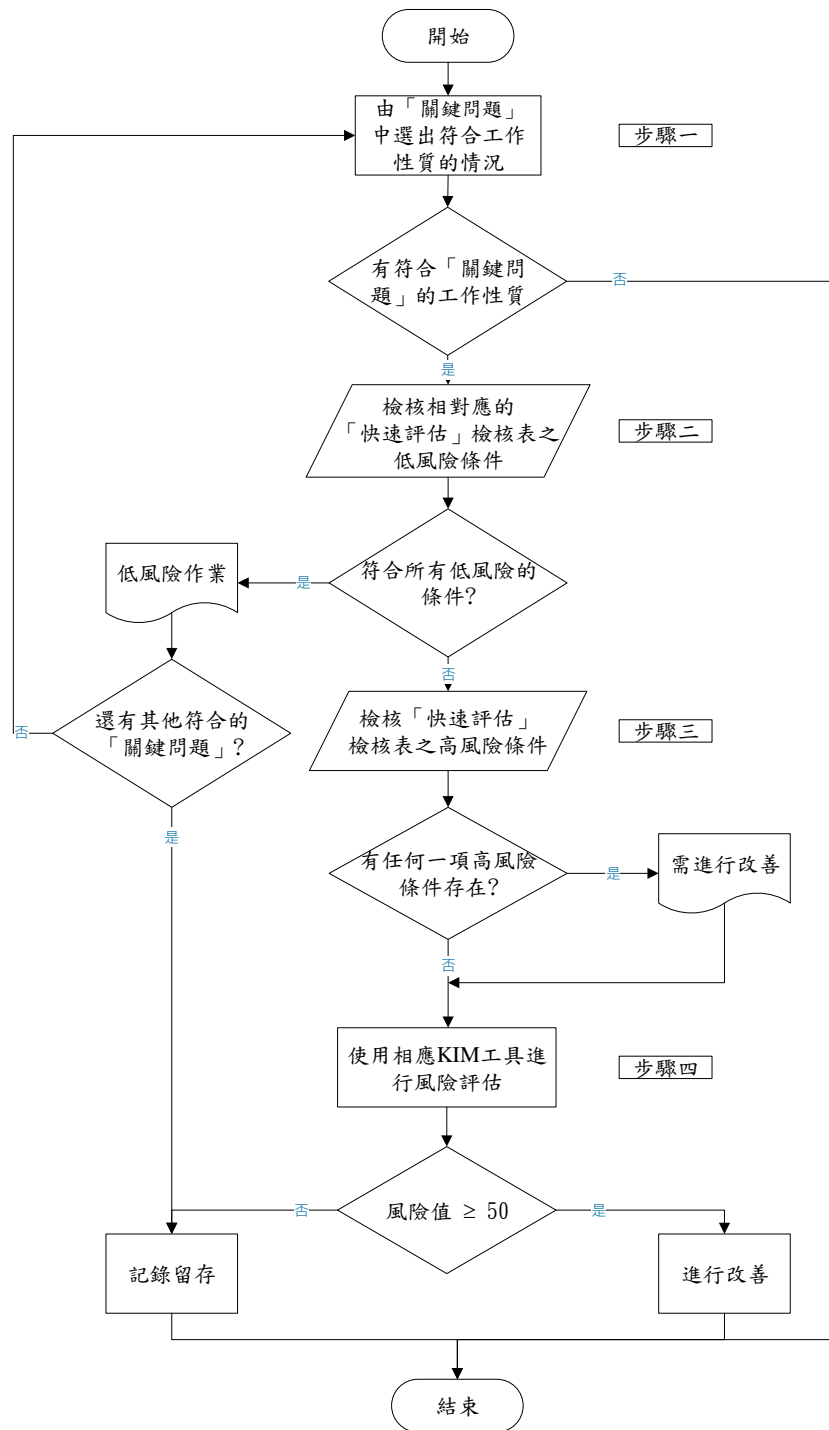 開始
由「關鍵問題」
中選出符合工作
性質的情況
步驟一
有符合「關鍵問
題」的工作性質
否
是
檢核相對應的
「快速評估」檢核表之
低風險條件
步驟二
符合所有低風險的
條件?
是
低風險作業
否
還有其他符合的
「關鍵問題」?
否
是
檢核「快速評估」
檢核表之高風險條件
步驟三
有任何一項高風險
條件存在?
是
需進行改善
否
使用相應KIM工具進
行風險評估
步驟四
風險值 ≥ 50
否
是
記錄留存
進行改善
結束